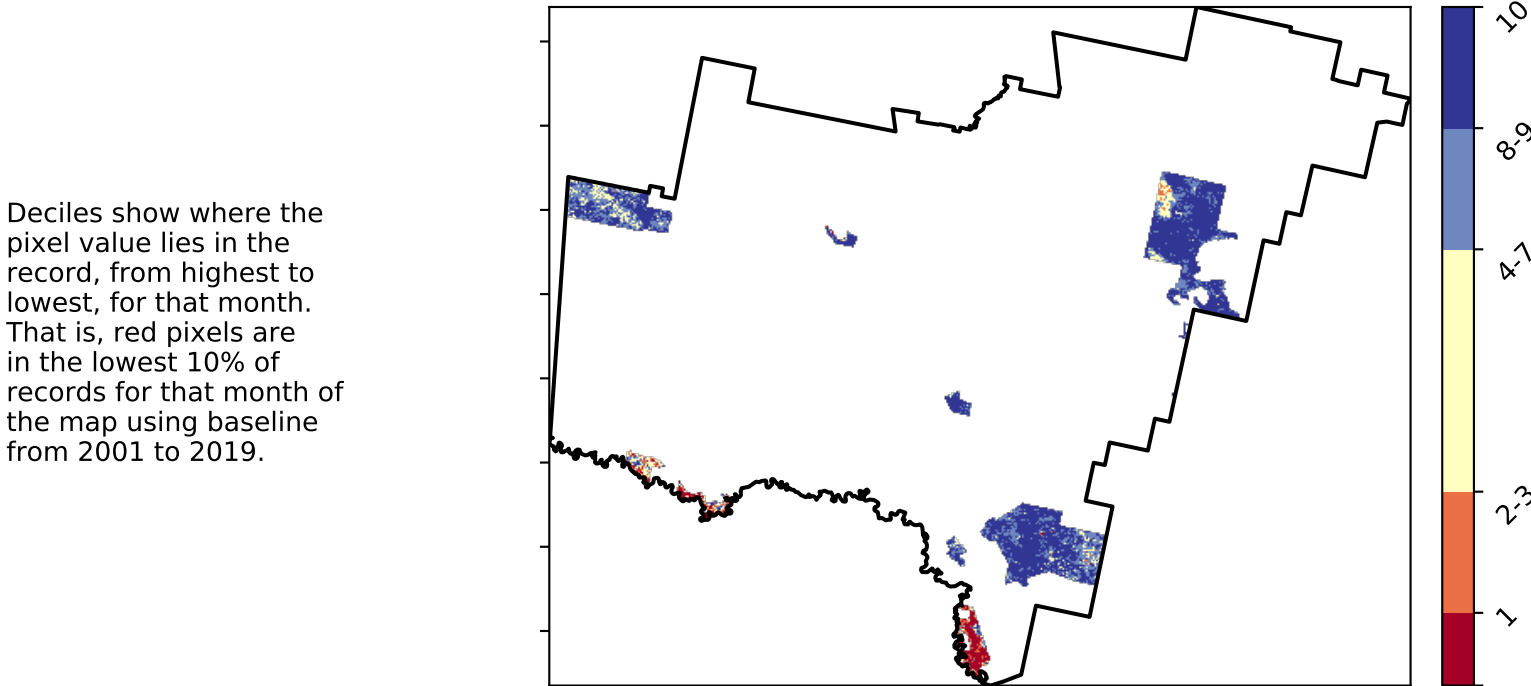 Deciles show where the
pixel value lies in the
record, from highest to
lowest, for that month.
That is, red pixels are
in the lowest 10% of
records for that month of
the map using baseline
from 2001 to 2019.
10
8-9
4-7
2-3
1